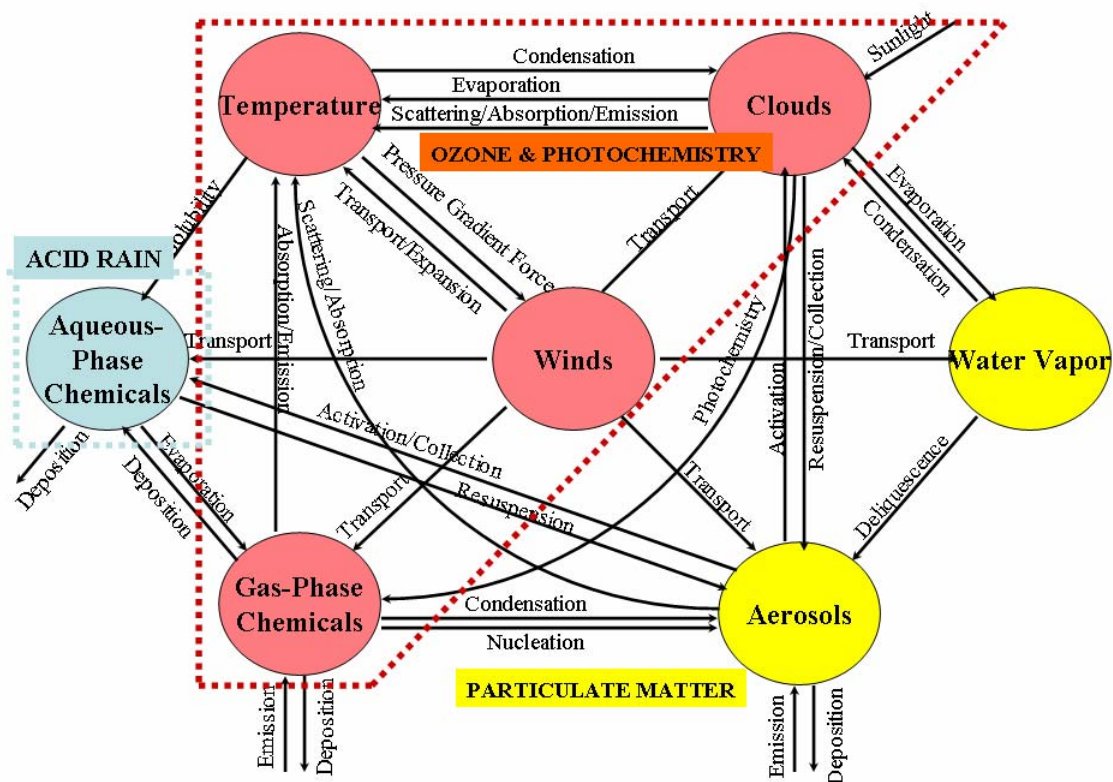 Condensation
Sunlight
Evaporation
Temperature
Clouds
Scattering/Absorption/Emission
OZONE & PHOTOCHEMISTRY
Pressure Gradient Force
Transport/Expansion
Transport
Evaporation
Condensation
olubility
Scattering/Absorption
Absorption/Emission
ACID RAIN
Aqueous-
Phase
Chemicals
Transport
Winds
Photochemistry
Activation
Resuspension/Collection
Transport
Water Vapor
Activation/Collection
Resuspension
Deposition
Evaporation
Deposition
Transport
Transport
Deliquescence
Gas-Phase
Chemicals
Condensation
Nucleation
Aerosols
PARTICULATE MATTER
Emission
Deposition
Emission
Deposition